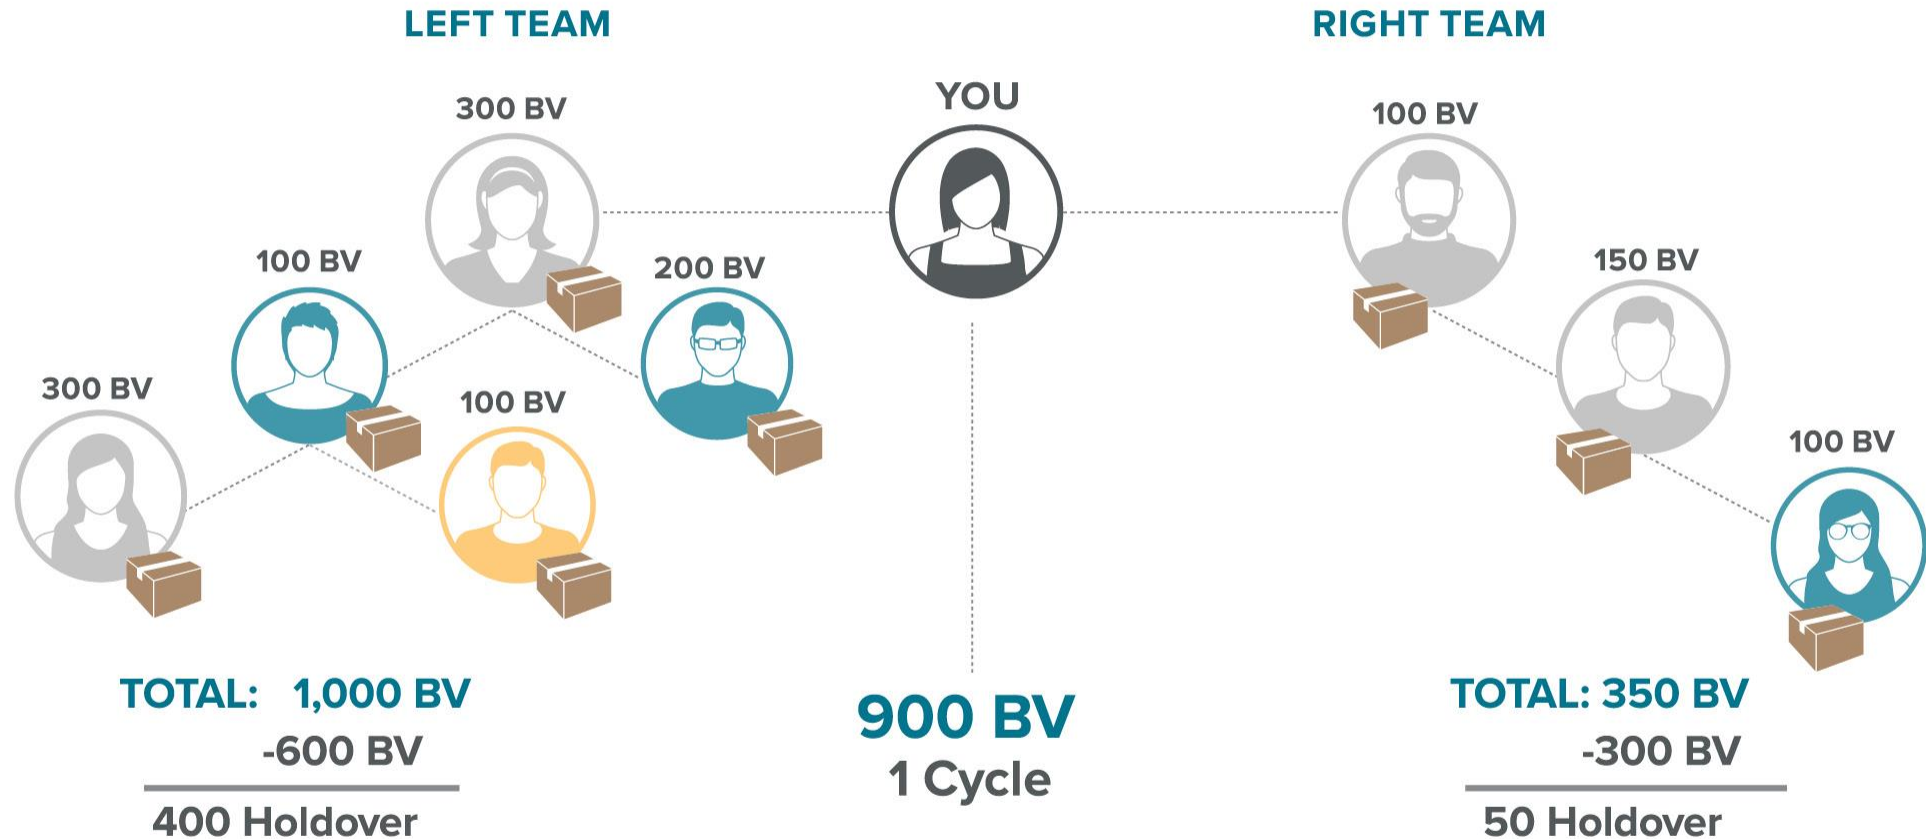 LEFT TEAM
RIGHT TEAM
YOU
300 BV
100 BV
100 BV
200 BV
150 BV
300 BV
100 BV
100 BV
TOTAL: 1,000 BV
-600 BV
400 Holdover
900 BV
1 Cycle
TOTAL: 350 BV
-300 BV
50 Holdover